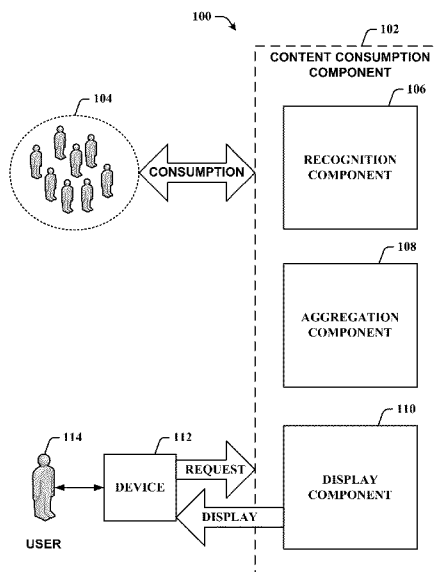 100
102
CONTENT CONSUMPTION
COMPONENT
104
106
CONSUMPTION
RECOGNITION
COMPONENT
108
AGGREGATION
COMPONENT
110
114
112
REQUEST
DEVICE
DISPLAY
COMPONENT
DISPLAY
USER